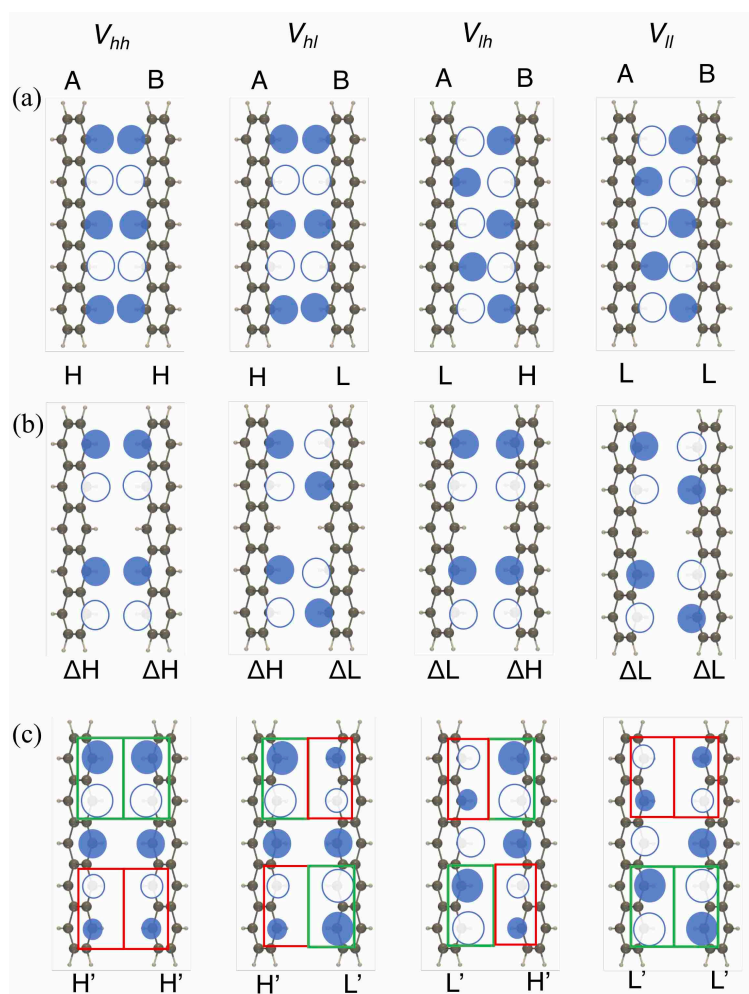 V_hh V_hl V_lh V_ll
A B A B A B A B
(a)
H H H L L H L L
(b)
ΔH ΔH ΔH ΔL ΔL ΔH ΔL ΔL
(c)
H' H' H' L' L' H' L' L'